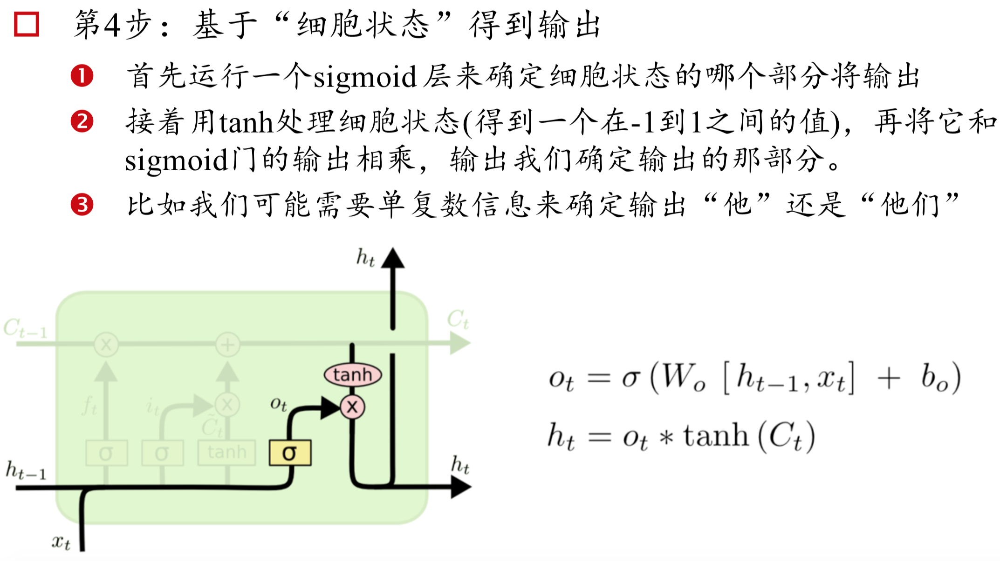 第4步：基于“细胞状态”得到输出
❶ 首先运行一个sigmoid层来确定细胞状态的哪个部分将输出
❷ 接着用tanh处理细胞状态(得到一个在-1到1之间的值)，再将它和
sigmoid门的输出相乘，输出我们确定输出的那部分。
❸ 比如我们可能需要单复数信息来确定输出“他”还是“他们”
h_t
C_{t-1}
C_t
x
+
tanh
f_t
i_t
x
C̃_t
o_t
x
σ
σ
tanh
σ
h_{t-1}
h_t
x_t
o_t = σ (W_o [h_{t-1}, x_t] + b_o)
h_t = o_t * tanh (C_t)